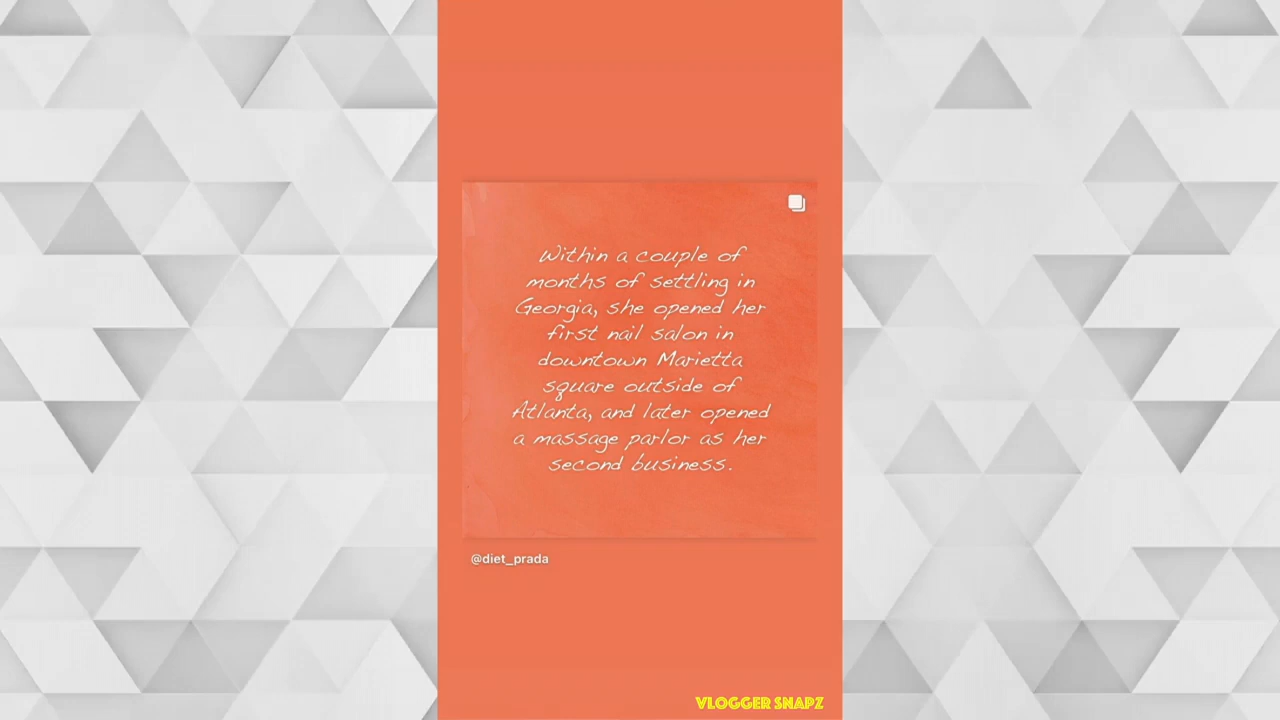 Within a couple of
months of settling in
Georgia, she opened her
first nail salon in
downtown Marietta
square outside of
Atlanta, and later opened
a massage parlor as her
second business.
@diet_prada
VLOGGER SNAPZ